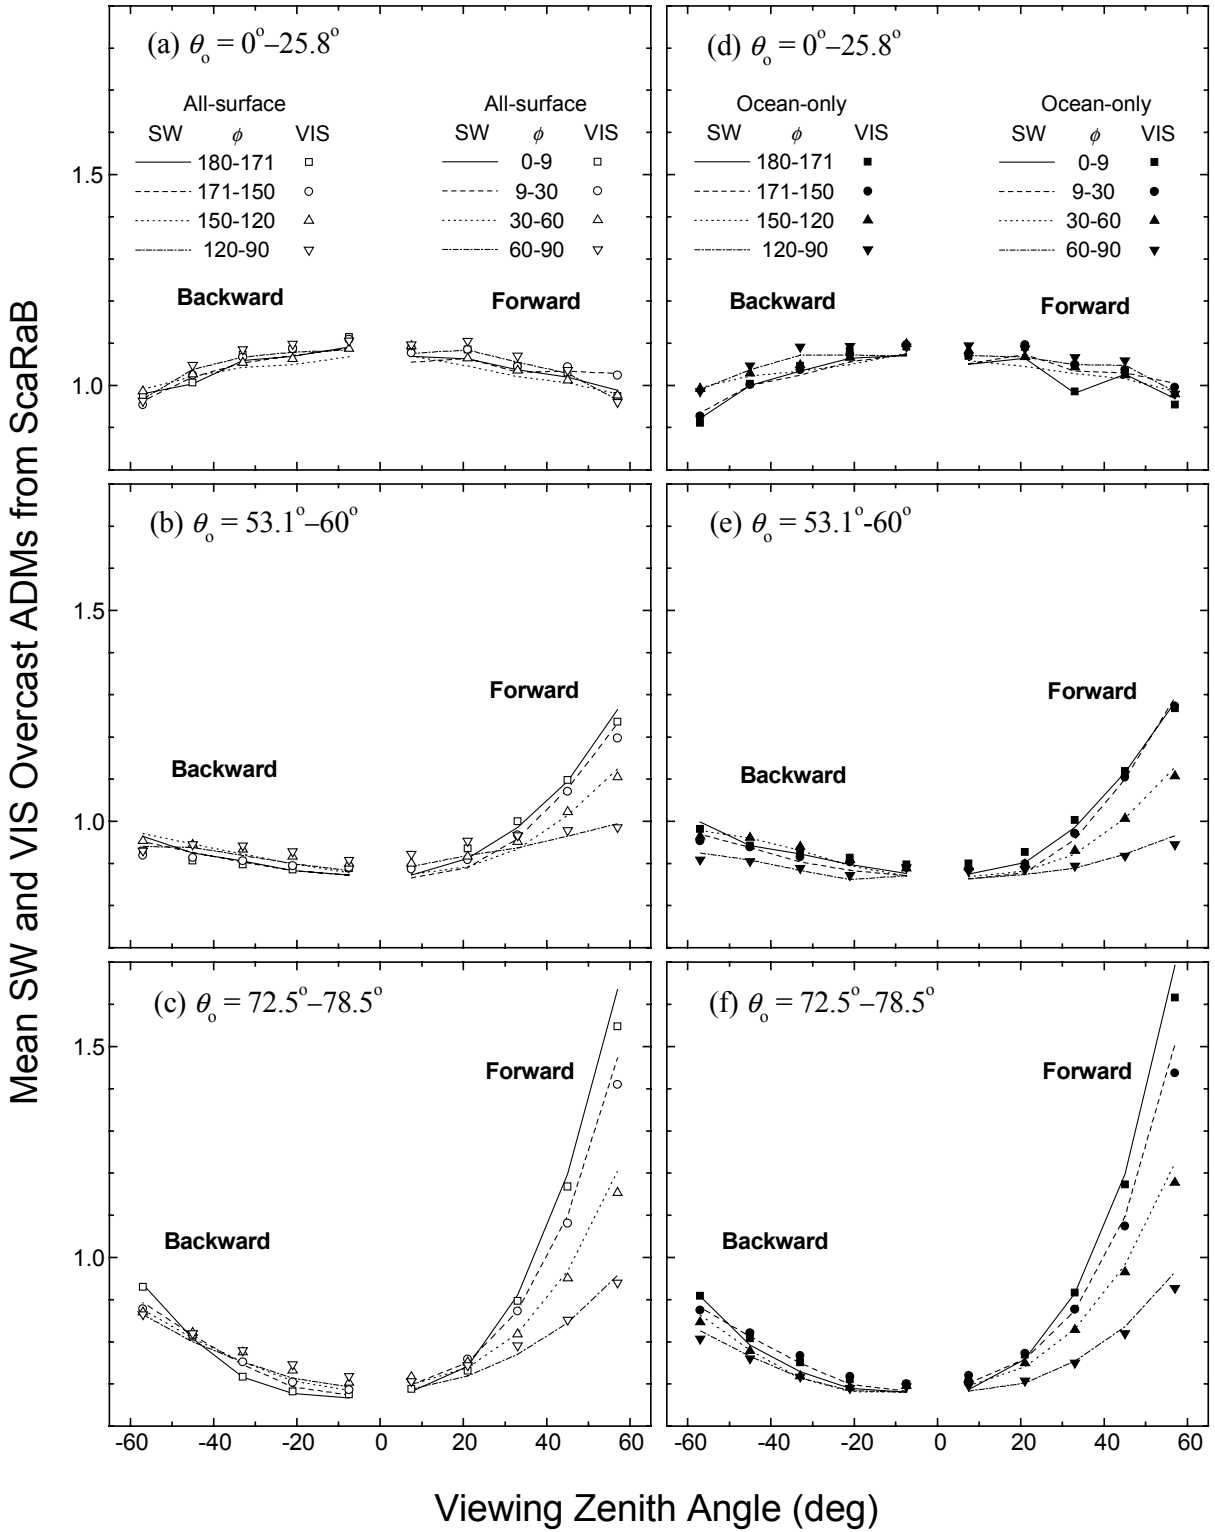 Mean SW and VIS Overcast ADMs from ScaRaB
(a) θo = 0°–25.8°
All-surface
SW ϕ VIS
180-171
171-150
150-120
120-90
All-surface
SW ϕ VIS
0-9
9-30
30-60
60-90
Backward
Forward
1.5
1.0
(d) θo = 0°–25.8°
Ocean-only
SW ϕ VIS
180-171
171-150
150-120
120-90
Ocean-only
SW ϕ VIS
0-9
9-30
30-60
60-90
Backward
Forward
(b) θo = 53.1°–60°
Forward
Backward
1.5
1.0
(e) θo = 53.1°-60°
Forward
Backward
(c) θo = 72.5°–78.5°
Forward
Backward
1.5
1.0
(f) θo = 72.5°–78.5°
Forward
Backward
-60 -40 -20 0 20 40 60
-60 -40 -20 0 20 40 60
Viewing Zenith Angle (deg)